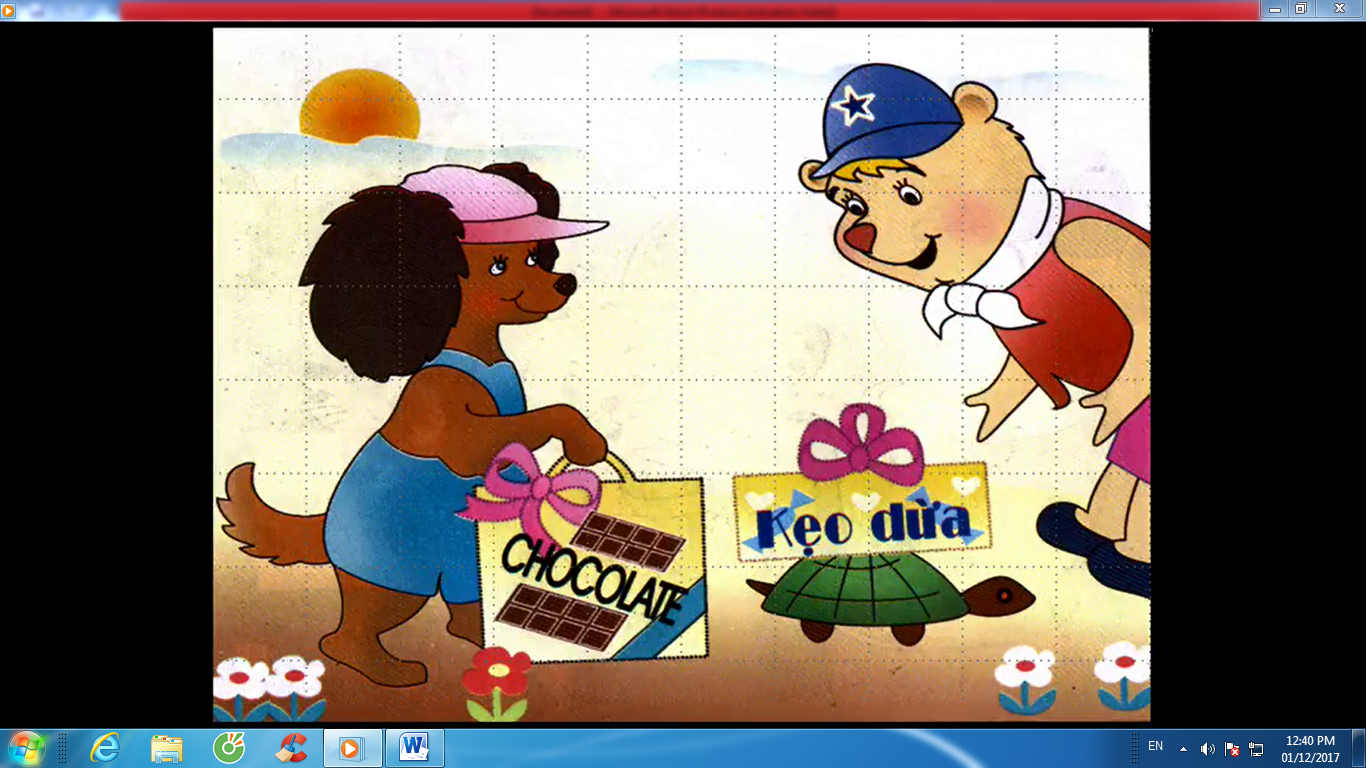 CHOCOLATE
Kẹo dừa
EN
12:40 PM
01/12/2017